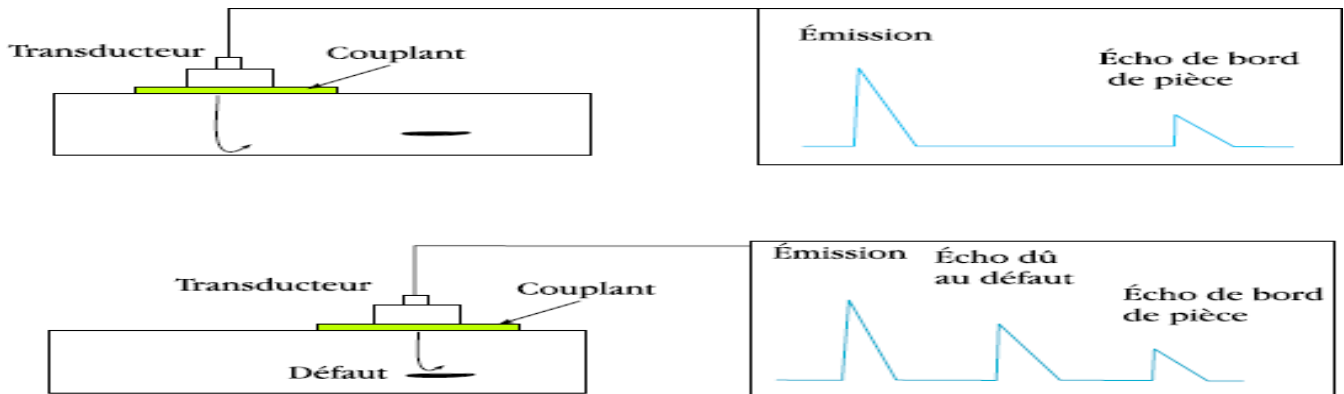 Émission
Transducteur
Couplant
Écho de bord
de pièce
Émission
Écho dû
au défaut
Transducteur
Couplant
Écho de bord
de pièce
Défaut